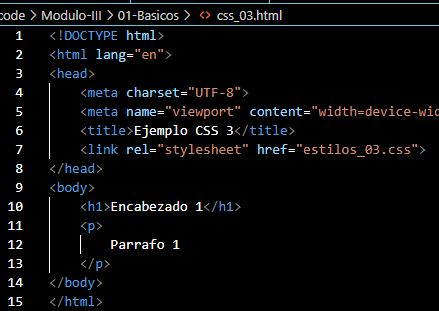 code > Modulo-III > 01-Basicos > <> css_03.html
1 <!DOCTYPE html>
2 <html lang="en">
3 <head>
4 <meta charset="UTF-8">
5 <meta name="viewport" content="width=device-wid
6 <title>Ejemplo CSS 3</title>
7 <link rel="stylesheet" href="estilos_03.css">
8 </head>
9 <body>
10 <h1>Encabezado 1</h1>
11 <p>
12 Parrafo 1
13 </p>
14 </body>
15 </html>